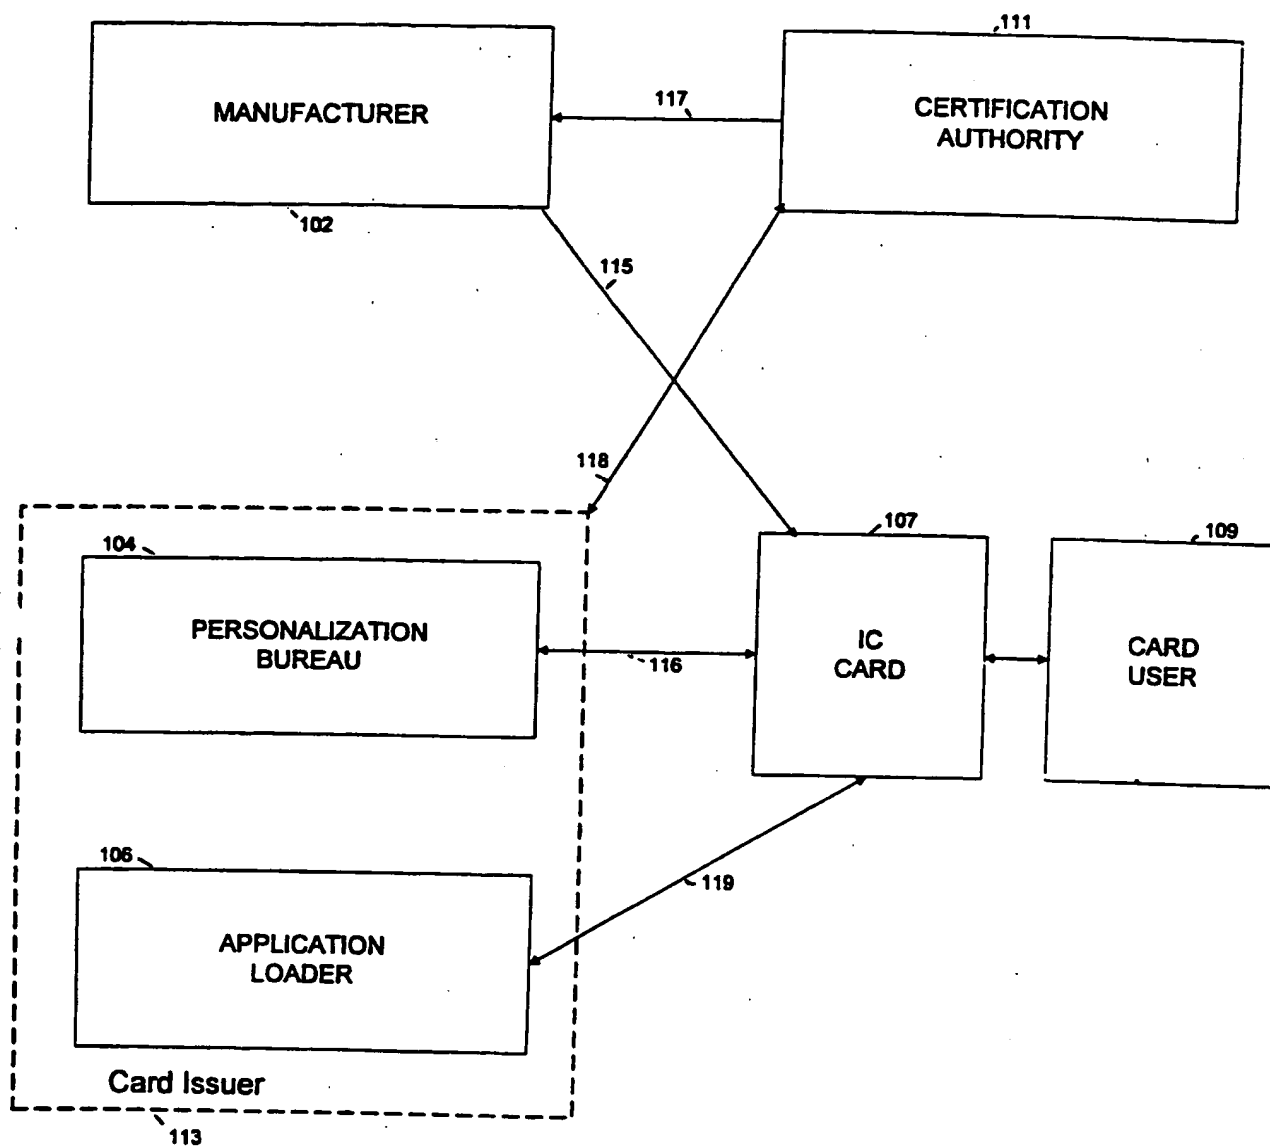 111
MANUFACTURER
117
CERTIFICATION
AUTHORITY
102
115
118
107
109
104
PERSONALIZATION
BUREAU
116
IC
CARD
CARD
USER
106
119
APPLICATION
LOADER
Card Issuer
113